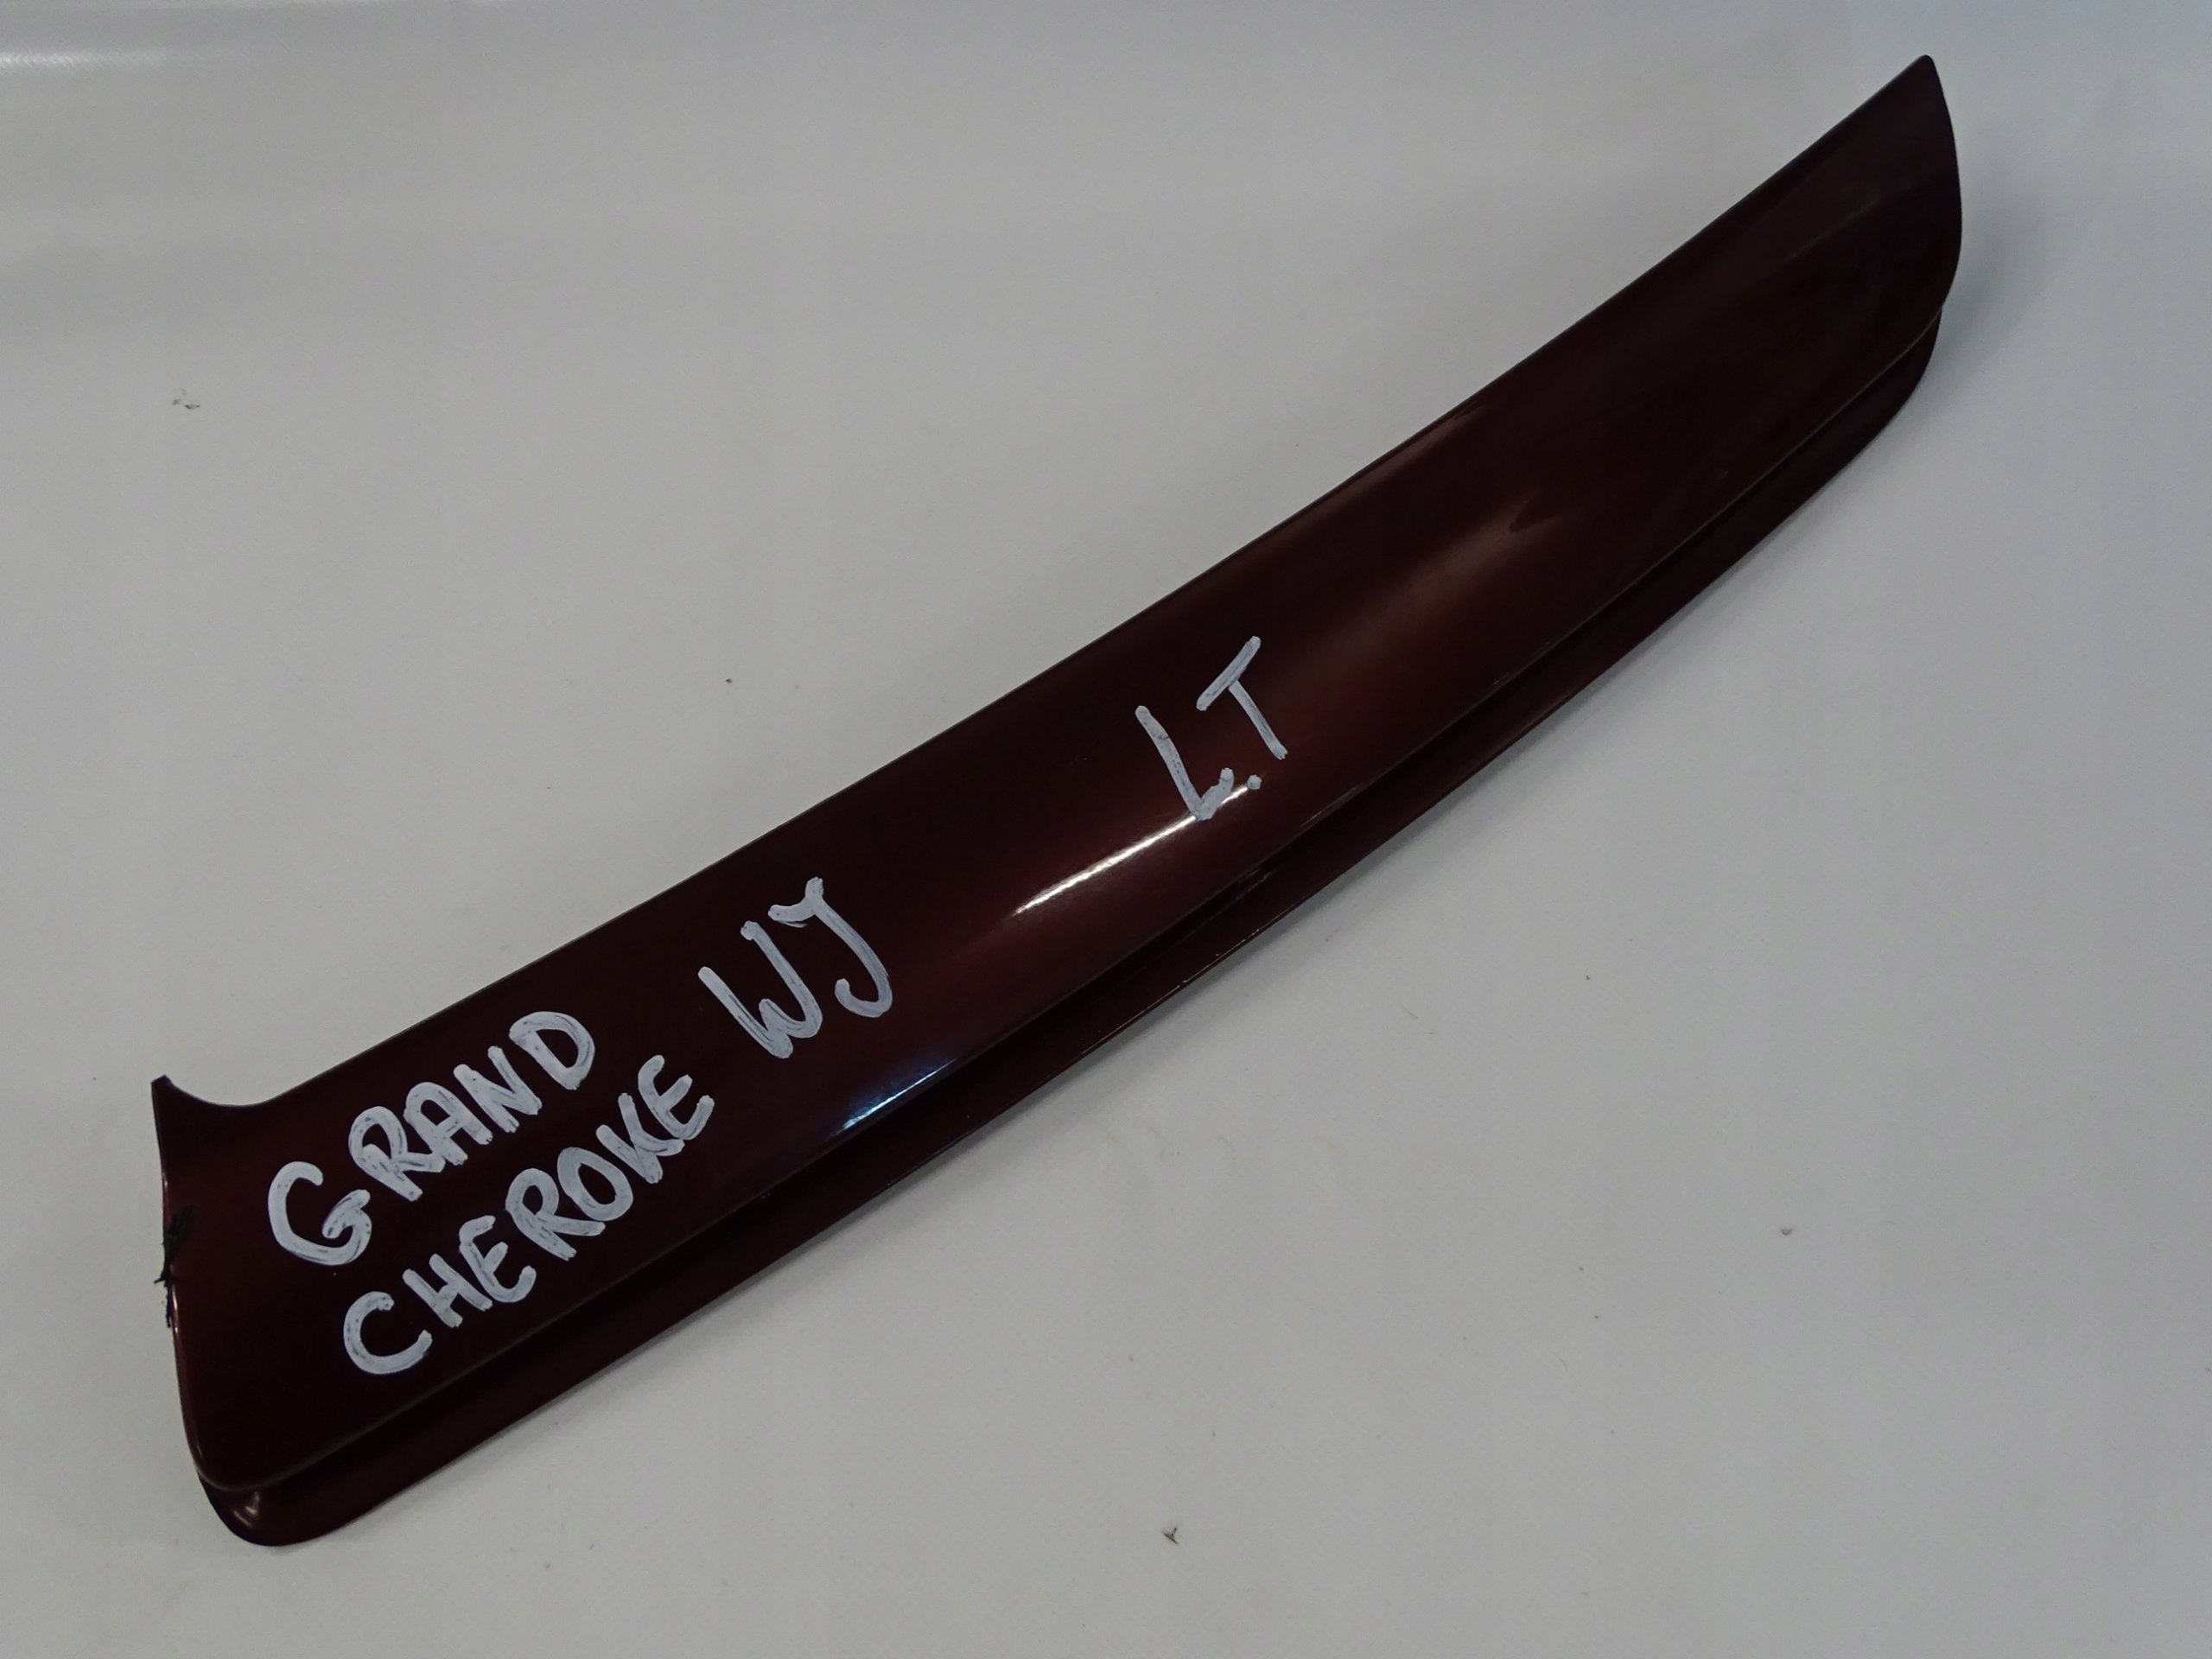 GRAND
CHEROKE WJ
L.T